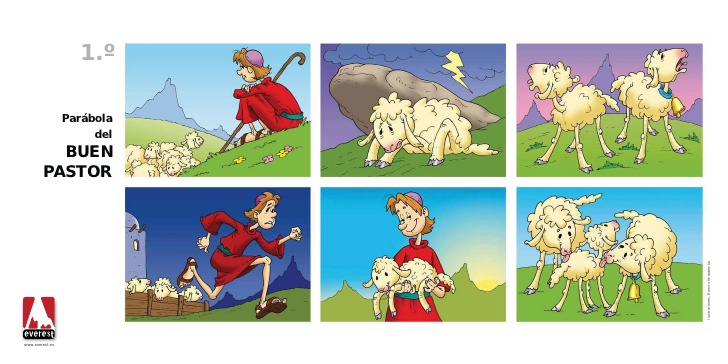 1.º
Parábola
del
BUEN
PASTOR
everest
www.everest.es